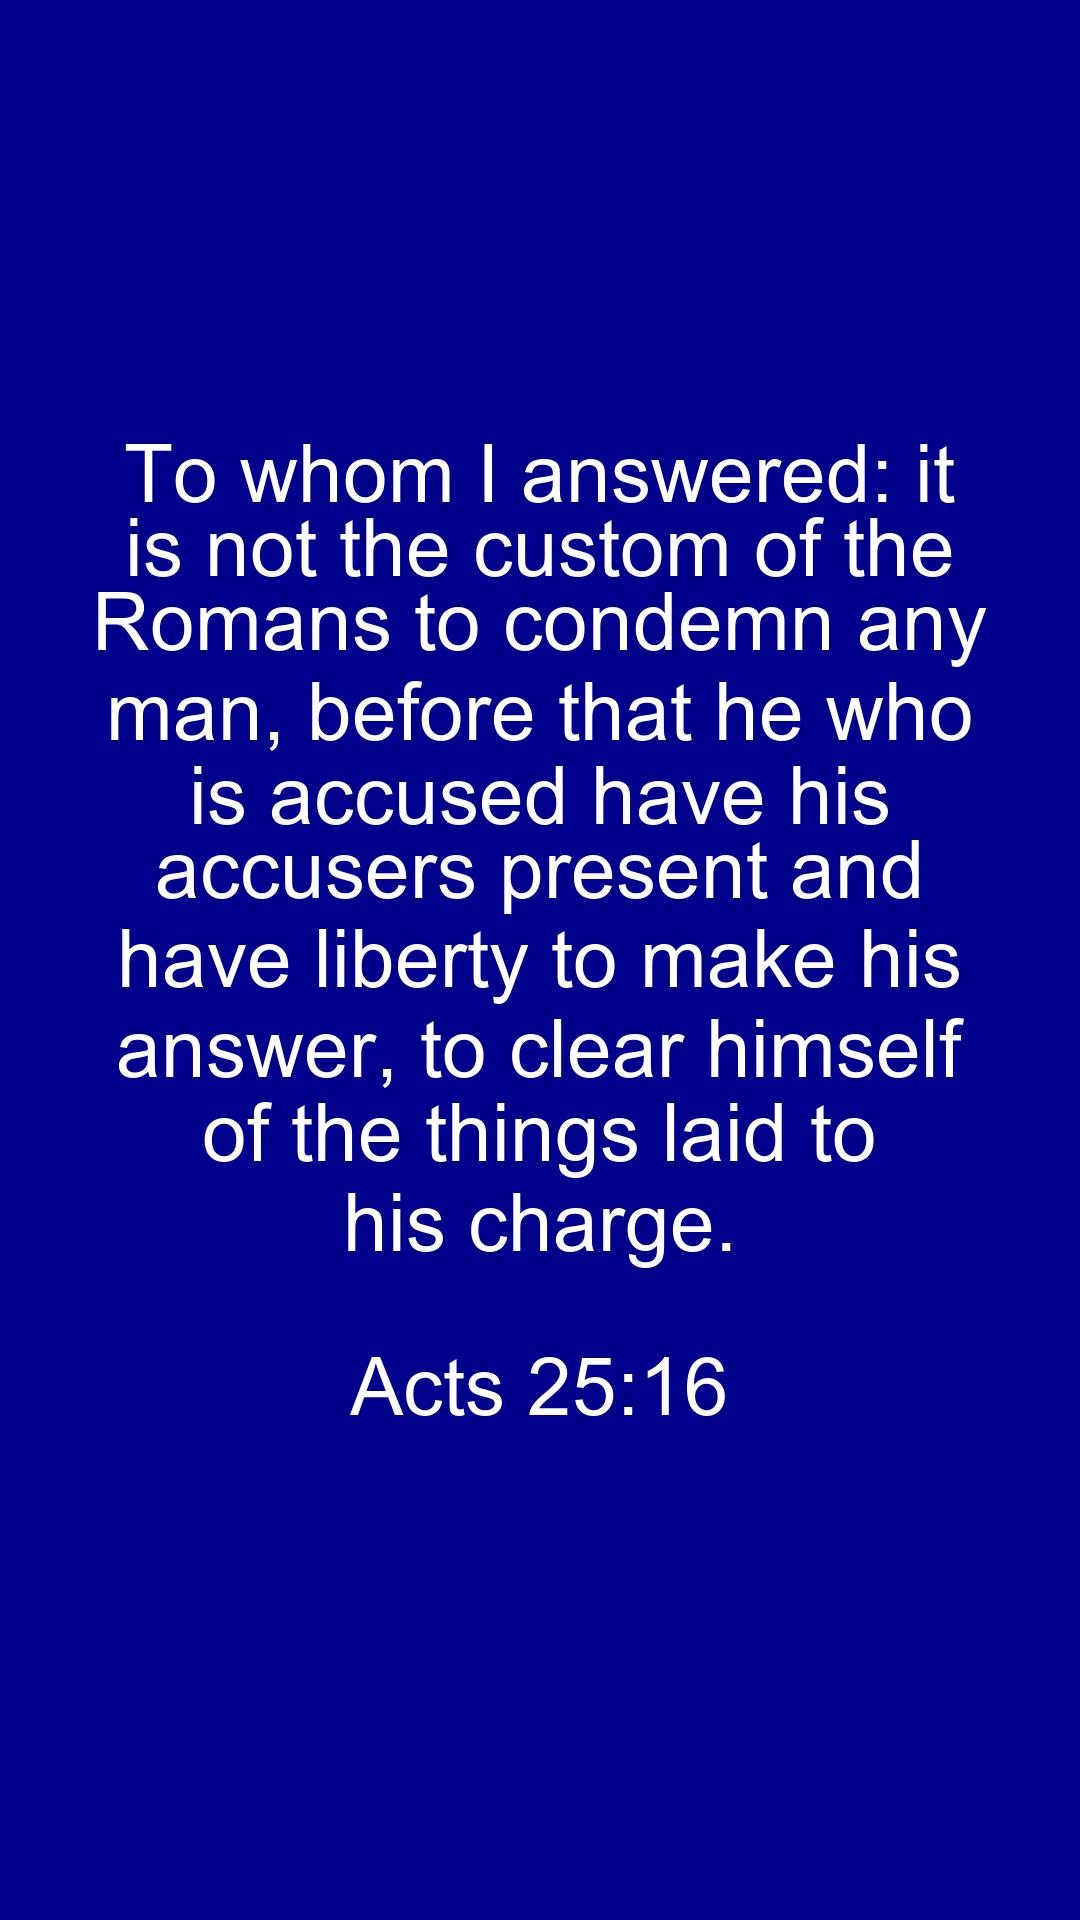 To whom I answered: it
is not the custom of the
Romans to condemn any
man, before that he who
is accused have his
accusers present and
have liberty to make his
answer, to clear himself
of the things laid to
his charge.
Acts 25:16